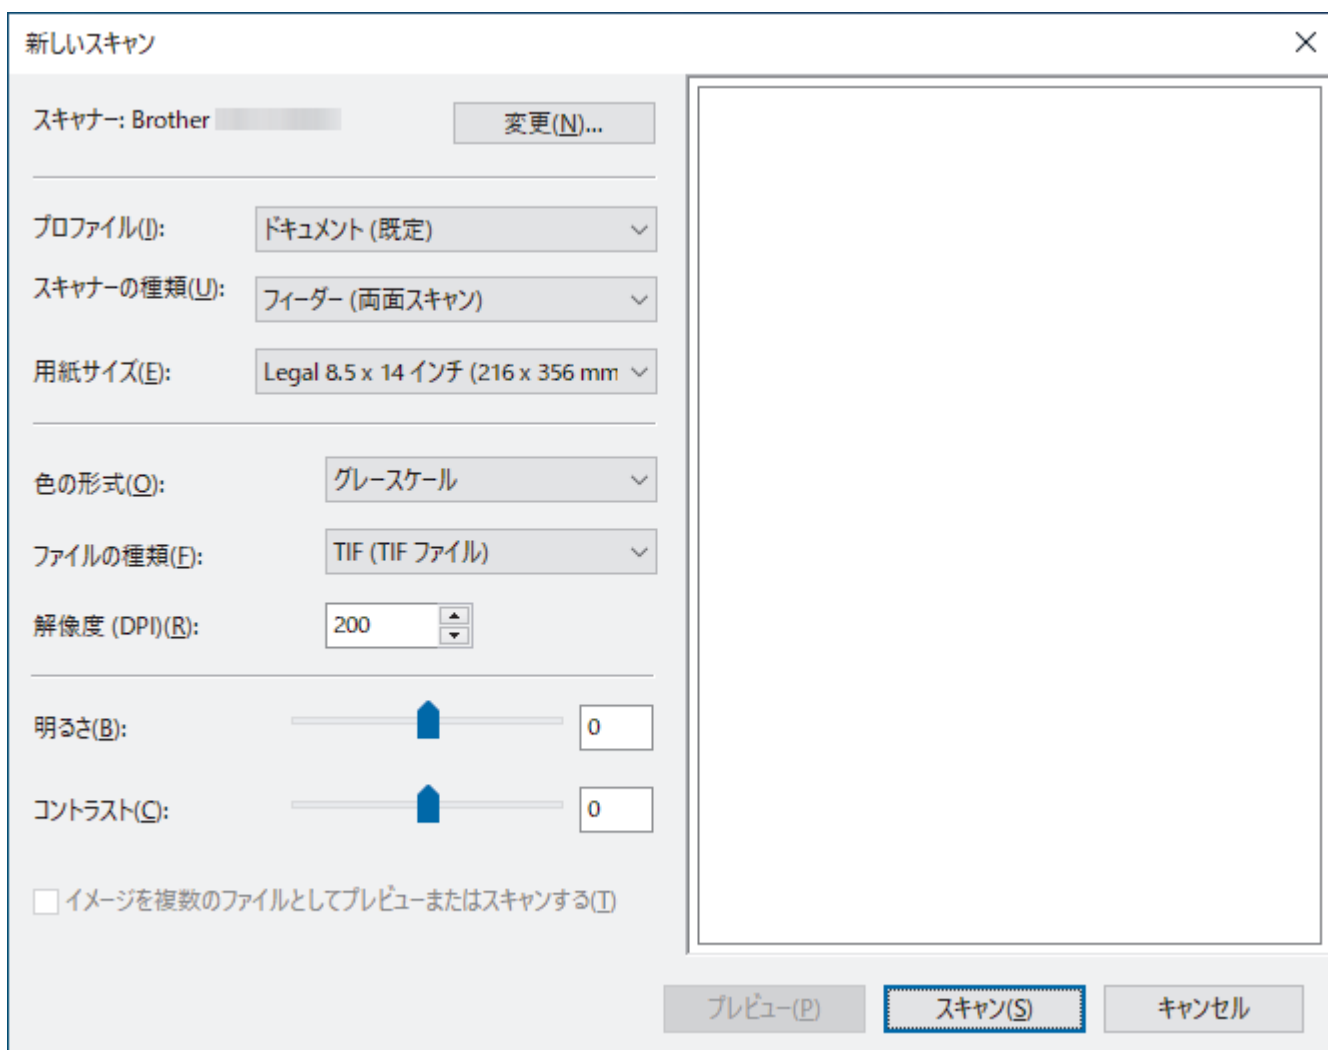 新しいスキャン
スキャナー: Brother
変更(N)...
プロファイル(I):
ドキュメント (既定)
スキャナーの種類(U):
フィーダー (両面スキャン)
用紙サイズ(E):
Legal 8.5 x 14 インチ (216 x 356 mm
色の形式(O):
グレースケール
ファイルの種類(F):
TIF (TIF ファイル)
解像度 (DPI)(R):
200
明るさ(B):
0
コントラスト(C):
0
イメージを複数のファイルとしてプレビューまたはスキャンする(T)
プレビュー(P)
スキャン(S)
キャンセル